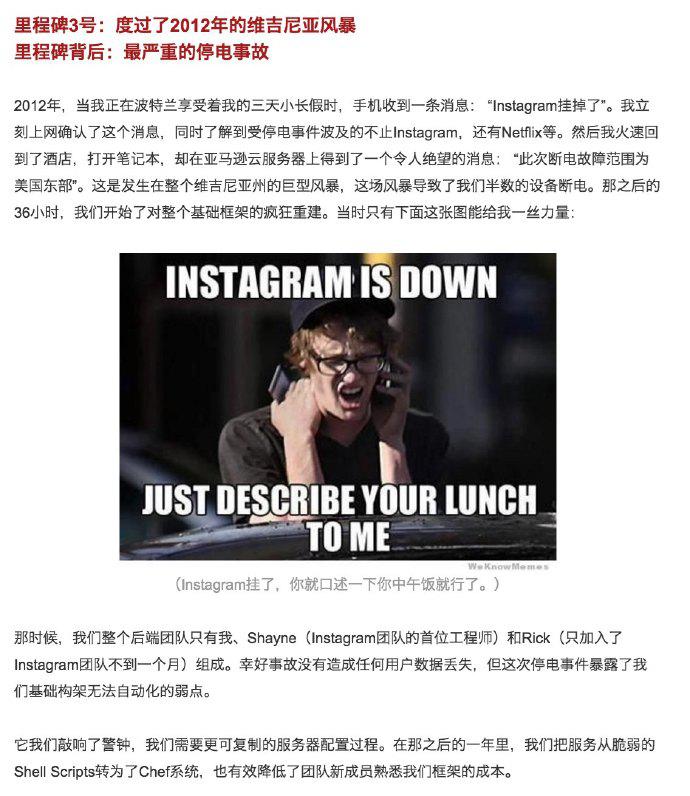 里程碑3号：度过了2012年的维吉尼亚风暴
里程碑背后：最严重的停电事故
2012年，当我正在波特兰享受着我的三天小长假时，手机收到一条消息：“Instagram挂掉了”。我立
刻上网确认了这个消息，同时了解到受停电事件波及的不止Instagram，还有Netflix等。然后我火速回
到了酒店，打开笔记本，却在亚马逊云服务器上得到了一个令人绝望的消息：“此次断电故障范围为
美国东部”。这是发生在整个维吉尼亚州的巨型风暴，这场风暴导致了我们半数的设备断电。那之后的
36小时，我们开始了对整个基础框架的疯狂重建。当时只有下面这张图能给我一丝力量：
INSTAGRAM IS DOWN
JUST DESCRIBE YOUR LUNCH
TO ME
WeKnowMemes
（Instagram挂了，你就口述一下你中午饭就行了。）
那时候，我们整个后端团队只有我、Shayne（Instagram团队的首位工程师）和Rick（只加入了
Instagram团队不到一个月）组成。幸好事故没有造成任何用户数据丢失，但这次停电事件暴露了我
们基础构架无法自动化的弱点。
它我们敲响了警钟，我们需要更可复制的服务器配置过程。在那之后的一年里，我们把服务从脆弱的
Shell Scripts转为了Chef系统，也有效降低了团队新成员熟悉我们框架的成本。